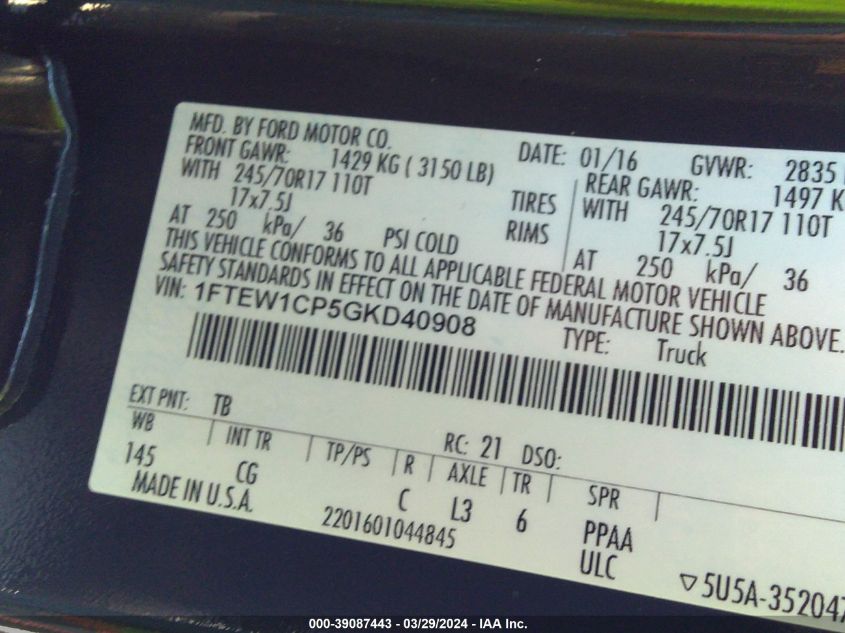 MFD. BY FORD MOTOR CO.
DATE: 01/16 GVWR: 2835
FRONT GAWR: 1429 KG ( 3150 LB) REAR GAWR: 1497 K
WITH 245/70R17 110T TIRES WITH 245/70R17 110T
17x7.5J RIMS 17x7.5J
AT 250 kPa/ 36 PSI COLD AT 250 kPa/ 36
THIS VEHICLE CONFORMS TO ALL APPLICABLE FEDERAL MOTOR VEHICLE
SAFETY STANDARDS IN EFFECT ON THE DATE OF MANUFACTURE SHOWN ABOVE.
VIN: 1FTEW1CP5GKD40908
TYPE: Truck
EXT PNT: TB RC: 21 DSO:
WB INT TR TP/PS R AXLE TR SPR
145 CG C L3 6 PPAA
MADE IN U.S.A. 2201601044845 ULC
▽5U5A-352047
000-39087443 - 03/29/2024 - IAA Inc.